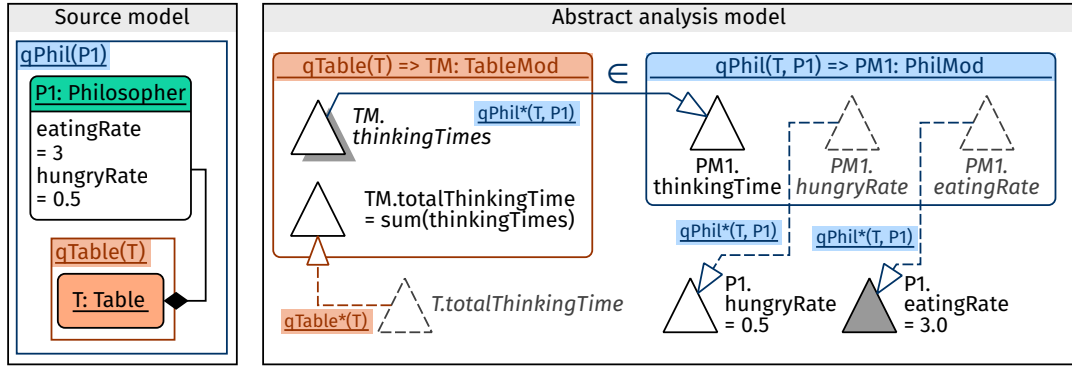 Source model
qPhil(P1)
P1: Philosopher
eatingRate
= 3
hungryRate
= 0.5
qTable(T)
T: Table
Abstract analysis model
qTable(T) => TM: TableMod
∈
qPhil(T, P1) => PM1: PhilMod
TM.
thinkingTimes
qPhil*(T, P1)
TM.totalThinkingTime
= sum(thinkingTimes)
PM1.
thinkingTime
PM1.
hungryRate
PM1.
eatingRate
qPhil*(T, P1)
qPhil*(T, P1)
qTable*(T)
T.totalThinkingTime
P1.
hungryRate
= 0.5
P1.
eatingRate
= 3.0